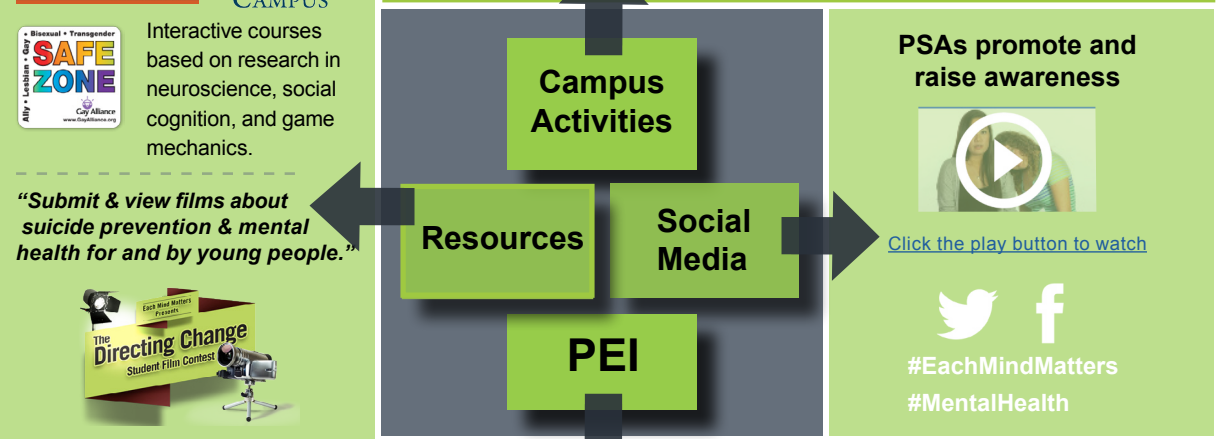 CAMPUS
Ally • Lesbian • Gay • Bisexual • Transgender
SAFE
ZONE
Gay Alliance
www.GayAlliance.org
Interactive courses
based on research in
neuroscience, social
cognition, and game
mechanics.
“Submit & view films about
suicide prevention & mental
health for and by young people.”
Each Mind Matters
Presents
The
Directing Change
Student Film Contest
Campus
Activities
Resources
Social
Media
PEI
PSAs promote and
raise awareness
Click the play button to watch
#EachMindMatters
#MentalHealth